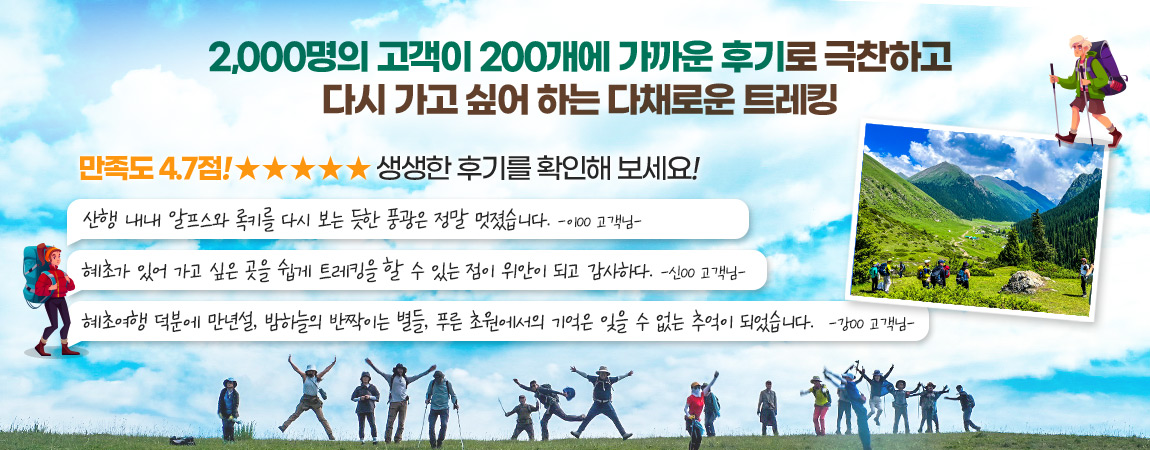 2,000명의 고객이 200개에 가까운 후기로 극찬하고
다시 가고 싶어 하는 다채로운 트레킹
만족도 4.7점! ★★★★★ 생생한 후기를 확인해 보세요!
산행 내내 알프스와 록키를 다시 보는 듯한 풍광은 정말 멋졌습니다. -이OO 고객님-
혜초가 있어 가고 싶은 곳을 쉽게 트레킹을 할 수 있는 점이 위안이 되고 감사하다. -신OO 고객님-
혜초여행 덕분에 만년설, 밤하늘의 반짝이는 별들, 푸른 초원에서의 기억은 잊을 수 없는 추억이 되었습니다. -강OO 고객님-